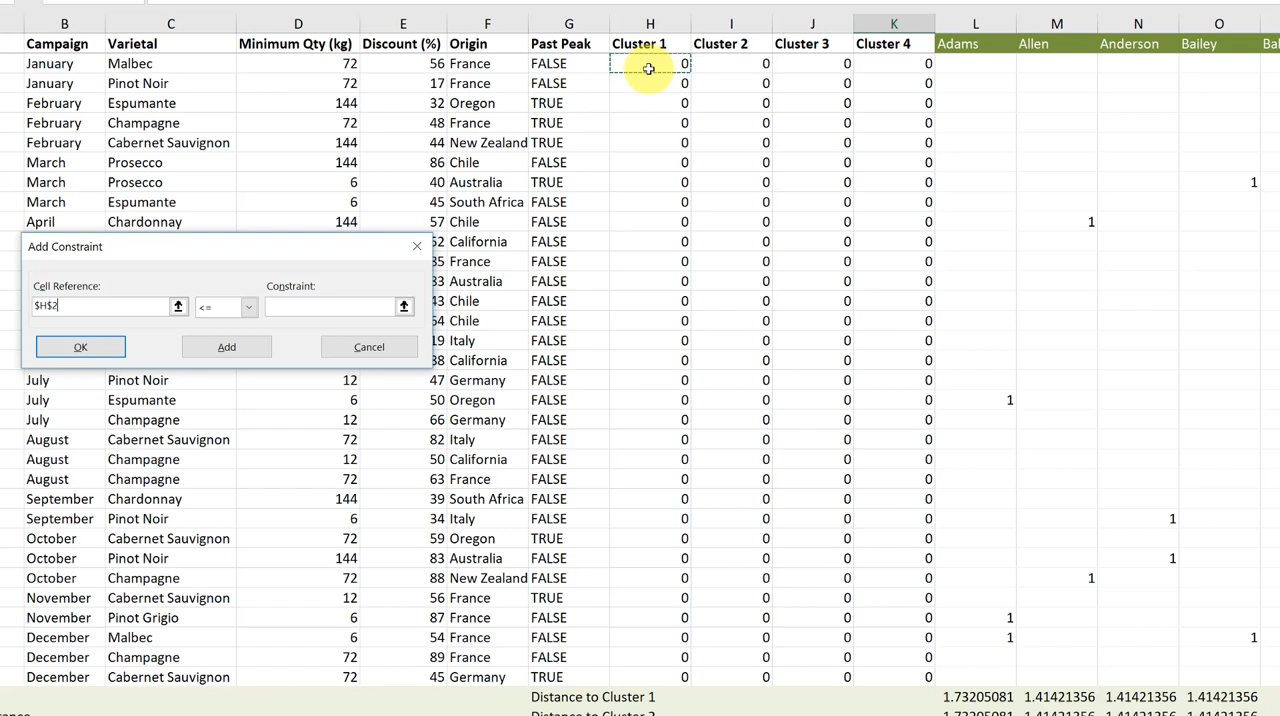 B C D E F G H I J K L M N O
Campaign Varietal Minimum Qty (kg) Discount (%) Origin Past Peak Cluster 1 Cluster 2 Cluster 3 Cluster 4 Adams Allen Anderson Bailey
January Malbec 72 56 France FALSE 0 0 0 0
January Pinot Noir 72 17 France FALSE 0 0 0 0
February Espumante 144 32 Oregon TRUE 0 0 0 0
February Champagne 72 48 France TRUE 0 0 0 0
February Cabernet Sauvignon 144 44 New Zealand TRUE 0 0 0 0
March Prosecco 144 86 Chile FALSE 0 0 0 0
March Prosecco 6 40 Australia TRUE 0 0 0 0 1
March Espumante 6 45 South Africa FALSE 0 0 0 0
April Chardonnay 144 57 Chile FALSE 0 0 0 0 1
Add Constraint
California FALSE 0 0 0 0
France FALSE 0 0 0 0
Cell Reference: Constraint:
Australia FALSE 0 0 0 0
$H$2 <=
Chile FALSE 0 0 0 0
Chile FALSE 0 0 0 0
OK Add Cancel
Italy FALSE 0 0 0 0
California FALSE 0 0 0 0
July Pinot Noir 12 47 Germany FALSE 0 0 0 0
July Espumante 6 50 Oregon FALSE 0 0 0 0 1
July Champagne 12 66 Germany FALSE 0 0 0 0
August Cabernet Sauvignon 72 82 Italy FALSE 0 0 0 0
August Champagne 12 50 California FALSE 0 0 0 0
August Champagne 72 63 France FALSE 0 0 0 0
September Chardonnay 144 39 South Africa FALSE 0 0 0 0
September Pinot Noir 6 34 Italy FALSE 0 0 0 0 1
October Cabernet Sauvignon 72 59 Oregon TRUE 0 0 0 0
October Pinot Noir 144 83 Australia FALSE 0 0 0 0 1
October Champagne 72 88 New Zealand FALSE 0 0 0 0 1
November Cabernet Sauvignon 12 56 France TRUE 0 0 0 0
November Pinot Grigio 6 87 France FALSE 0 0 0 0 1
December Malbec 6 54 France FALSE 0 0 0 0 1 1
December Champagne 72 89 France FALSE 0 0 0 0
December Cabernet Sauvignon 72 45 Germany TRUE 0 0 0 0
Distance to Cluster 1 1.73205081 1.41421356 1.41421356 1.41421356